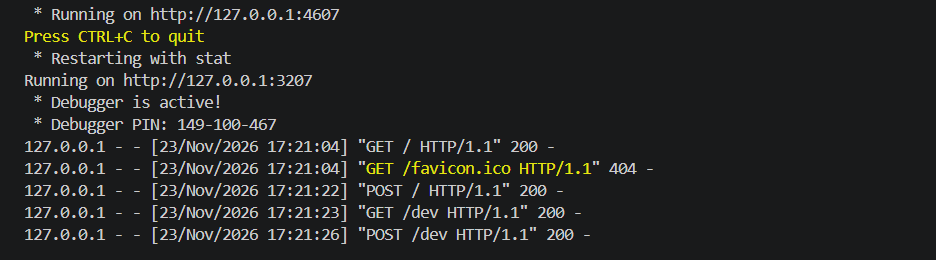 * Running on http://127.0.0.1:4607
Press CTRL+C to quit
* Restarting with stat
Running on http://127.0.0.1:3207
* Debugger is active!
* Debugger PIN: 149-100-467
127.0.0.1 - - [23/Nov/2026 17:21:04] "GET / HTTP/1.1" 200 -
127.0.0.1 - - [23/Nov/2026 17:21:04] "GET /favicon.ico HTTP/1.1" 404 -
127.0.0.1 - - [23/Nov/2026 17:21:22] "POST / HTTP/1.1" 200 -
127.0.0.1 - - [23/Nov/2026 17:21:23] "GET /dev HTTP/1.1" 200 -
127.0.0.1 - - [23/Nov/2026 17:21:26] "POST /dev HTTP/1.1" 200 -